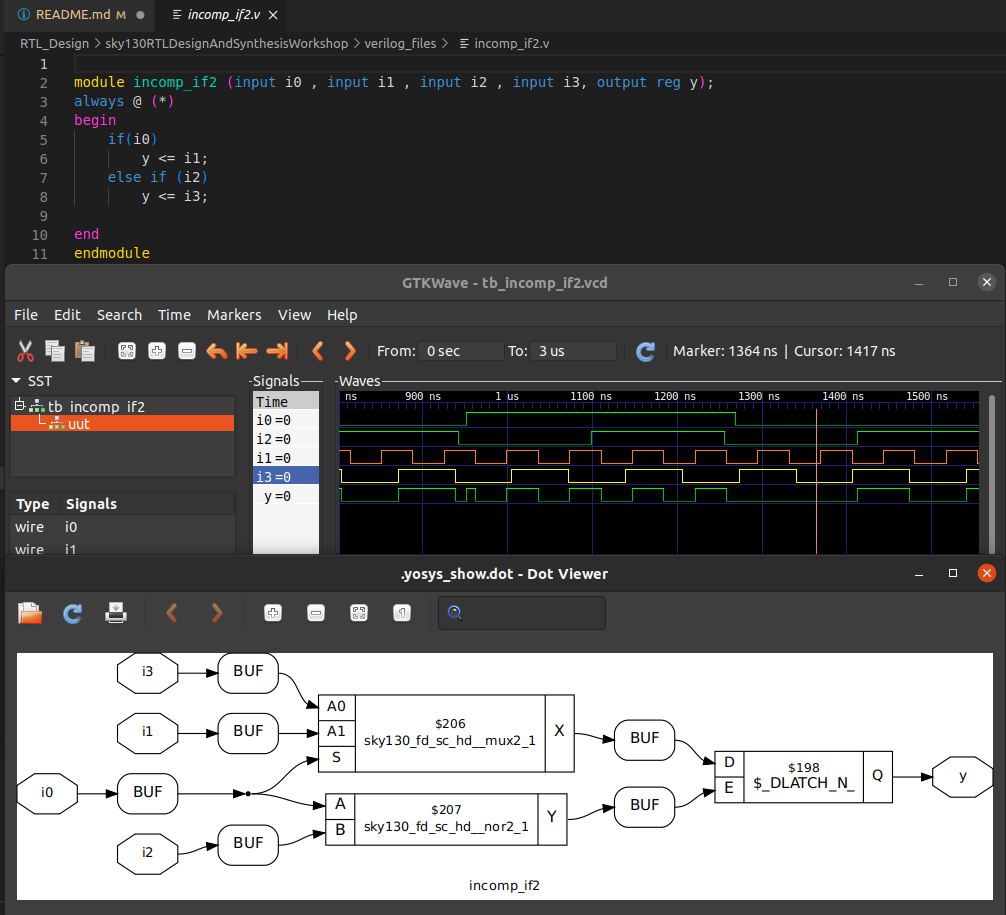 README.md M ● incomp_if2.v ×
RTL_Design > sky130RTLDesignAndSynthesisWorkshop > verilog_files > incomp_if2.v
1
2 module incomp_if2 (input i0 , input i1 , input i2 , input i3, output reg y);
3 always @ (*)
4 begin
5 if(i0)
6 y <= i1;
7 else if (i2)
8 y <= i3;
9
10 end
11 endmodule
GTKWave - tb_incomp_if2.vcd
File Edit Search Time Markers View Help
From: 0 sec To: 3 us Marker: 1364 ns | Cursor: 1417 ns
SST Signals Waves
Time ns 900 ns 1 us 1100 ns 1200 ns 1300 ns 1400 ns 1500 ns
tb_incomp_if2
uut
i0=0
i2=0
i1=0
i3=0
y=0
Type Signals
wire i0
wire i1
.yosys_show.dot - Dot Viewer
i3 BUF
A0
i1 BUF A1 $206 sky130_fd_sc_hd__mux2_1 X
S
BUF
D $198 $_DLATCH_N_ Q y
E
i0 BUF
A $207 sky130_fd_sc_hd__nor2_1 Y BUF
B
i2 BUF
incomp_if2